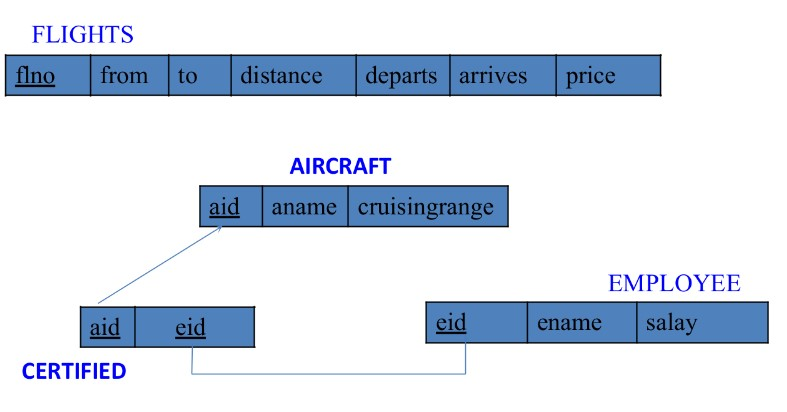 FLIGHTS
flno from to distance departs arrives price
AIRCRAFT
aid aname cruisingrange
EMPLOYEE
aid eid
eid ename salay
CERTIFIED